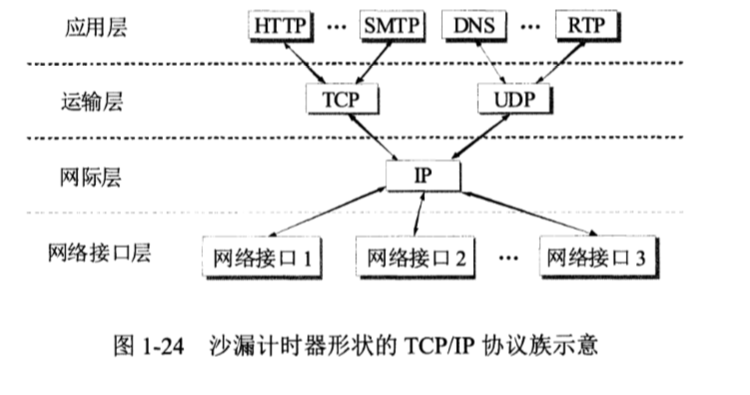 应用层 HTTP … SMTP DNS … RTP
运输层 TCP UDP
网际层 IP
网络接口层 网络接口 1 网络接口 2 … 网络接口 3
图 1-24 沙漏计时器形状的 TCP/IP 协议族示意